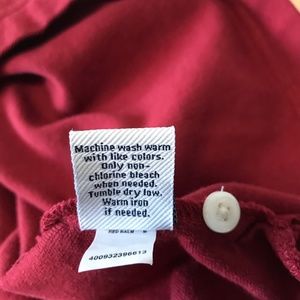 Machine wash warm
with like colors.
Only non-
chlorine bleach
when needed.
Tumble dry low.
Warm iron
if needed.
RED BALM M
400932396613